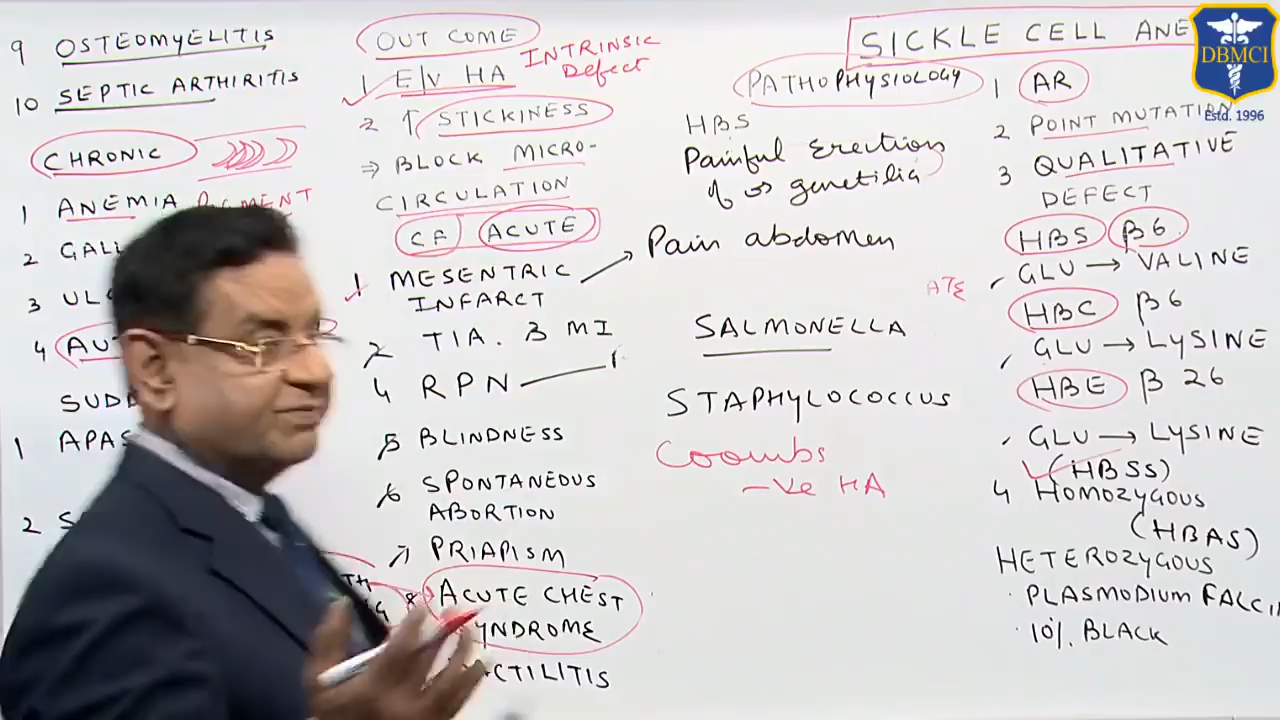 9 OSTEOMYELITIS
10 SEPTIC ARTHIRITIS
CHRONIC
1 ANEMIA PIGMENT
2 GALL
3 UL
4 AU
SUDD
1 APAS
2 S
OUT COME
1 E/V HA INTRINSIC
Defect
2 ↑ STICKINESS
⇒ BLOCK MICRO-
CIRCULATION
CF ACUTE
1 MESENTRIC
INFARCT
2 TIA. 3 MI
4 RPN
5 BLINDNESS
6 SPONTANEOUS
ABORTION
7 PRIAPISM
8 ACUTE CHEST
SYNDROME
CTILITIS
SICKLE CELL ANE
PATHOPHYSIOLOGY
HBS
Painful Erection
of ♂ genetilia
Pain abdomen
SALMONELLA
STAPHYLOCOCCUS
Coombs
-Ve HA
1 AR
2 POINT MUTATION
3 QUALITATIVE
DEFECT
HBS β6
GLU → VALINE
HBC β6
GLU → LYSINE
HBE β 26
GLU → LYSINE
(HBSS)
4 HOMOZYGOUS
(HBAS)
HETEROZYGOUS
· PLASMODIUM FALCI
· 10%. BLACK
DBMCI
Estd. 1996